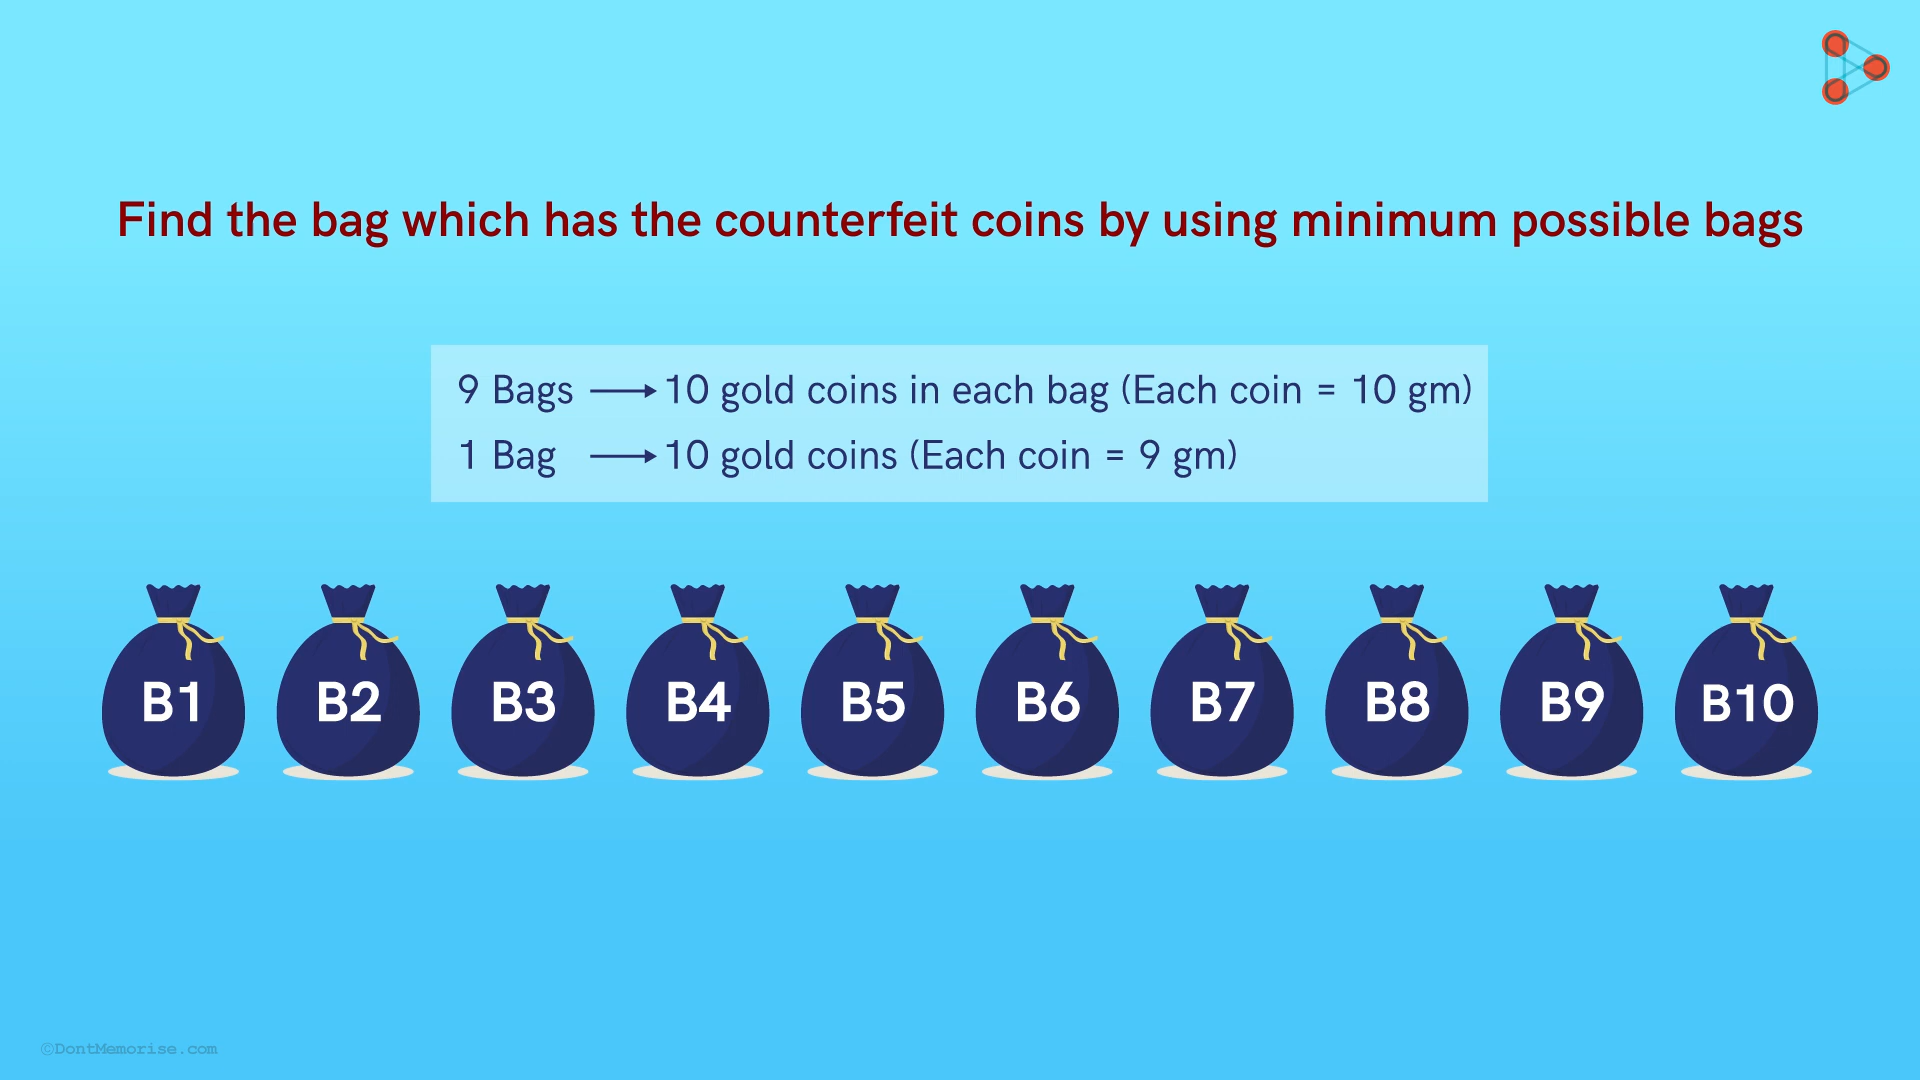 Find the bag which has the counterfeit coins by using minimum possible bags
9 Bags ⟶ 10 gold coins in each bag (Each coin = 10 gm)
1 Bag ⟶ 10 gold coins (Each coin = 9 gm)
B1 B2 B3 B4 B5 B6 B7 B8 B9 B10
©DontMemorise.com